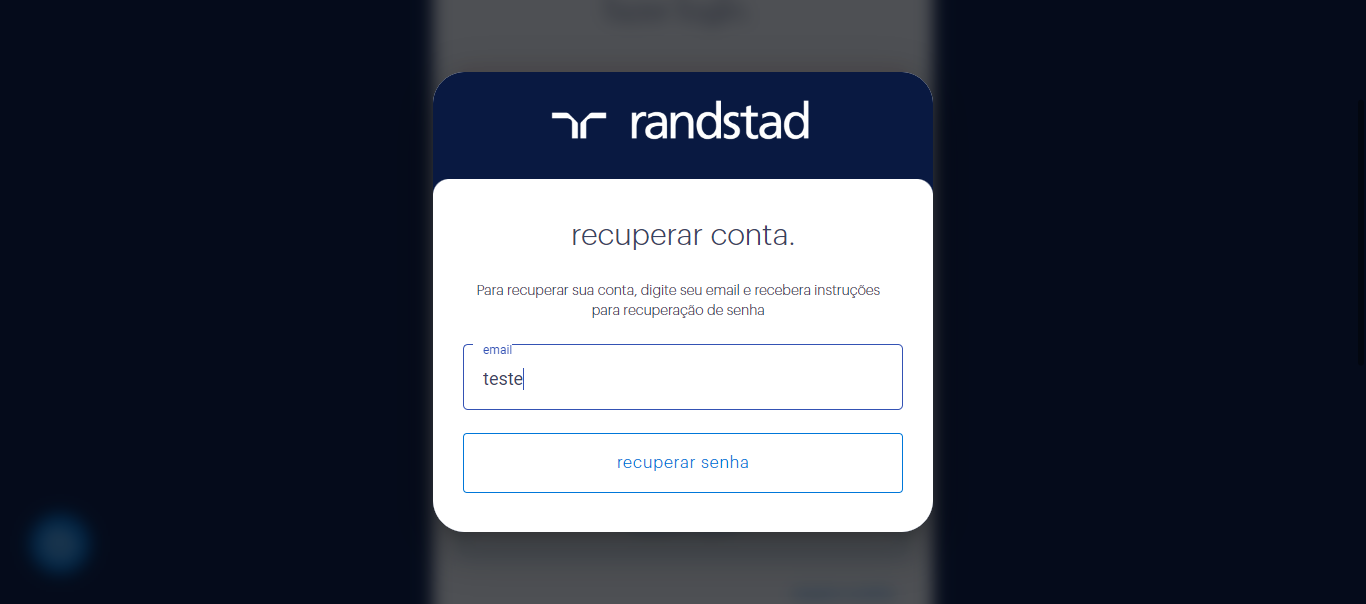 randstad
recuperar conta.
Para recuperar sua conta, digite seu email e recebera instruções
para recuperação de senha
email
teste
recuperar senha